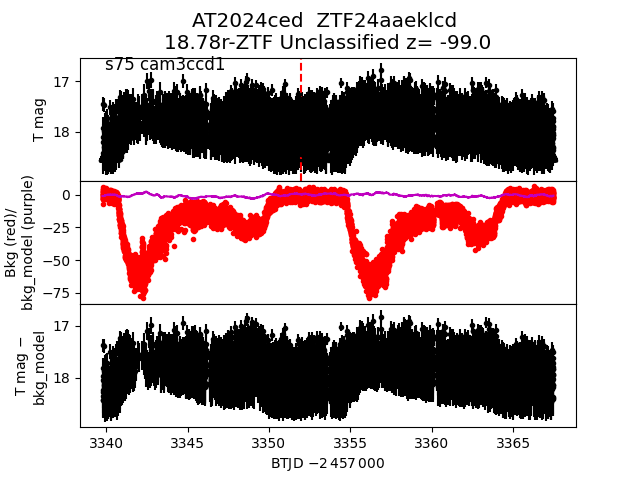 AT2024ced ZTF24aaeklcd
18.78r-ZTF Unclassified z= -99.0
s75 cam3ccd1
T mag
17
18
Bkg (red)/
bkg_model (purple)
0
−25
−50
−75
T mag −
bkg_model
17
18
3340 3345 3350 3355 3360 3365
BTJD −2 457 000